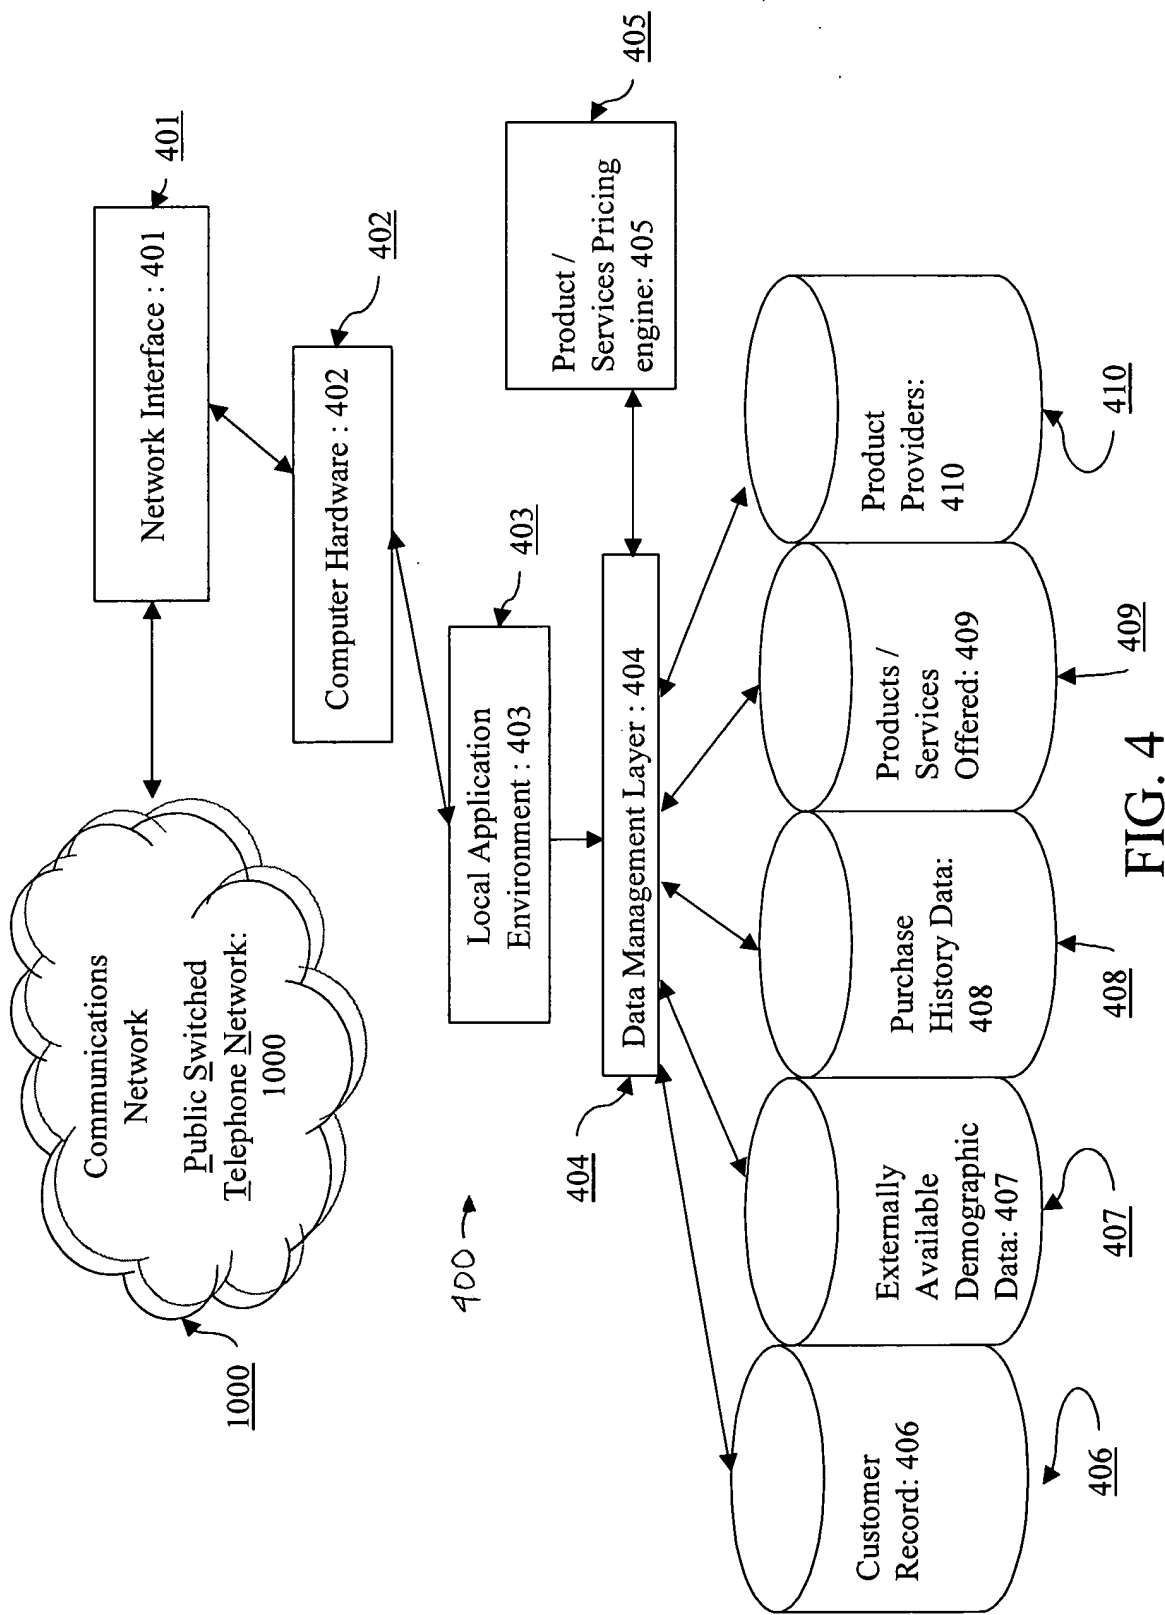 Communications
Network
Public Switched
Telephone Network:
1000
1000
Network Interface : 401
401
Computer Hardware : 402
402
400
Local Application
Environment : 403
403
404
Data Management Layer : 404
Product /
Services Pricing
engine: 405
405
Customer
Record: 406
406
Externally
Available
Demographic
Data: 407
407
Purchase
History Data:
408
408
Products /
Services
Offered: 409
409
Product
Providers:
410
410
FIG. 4